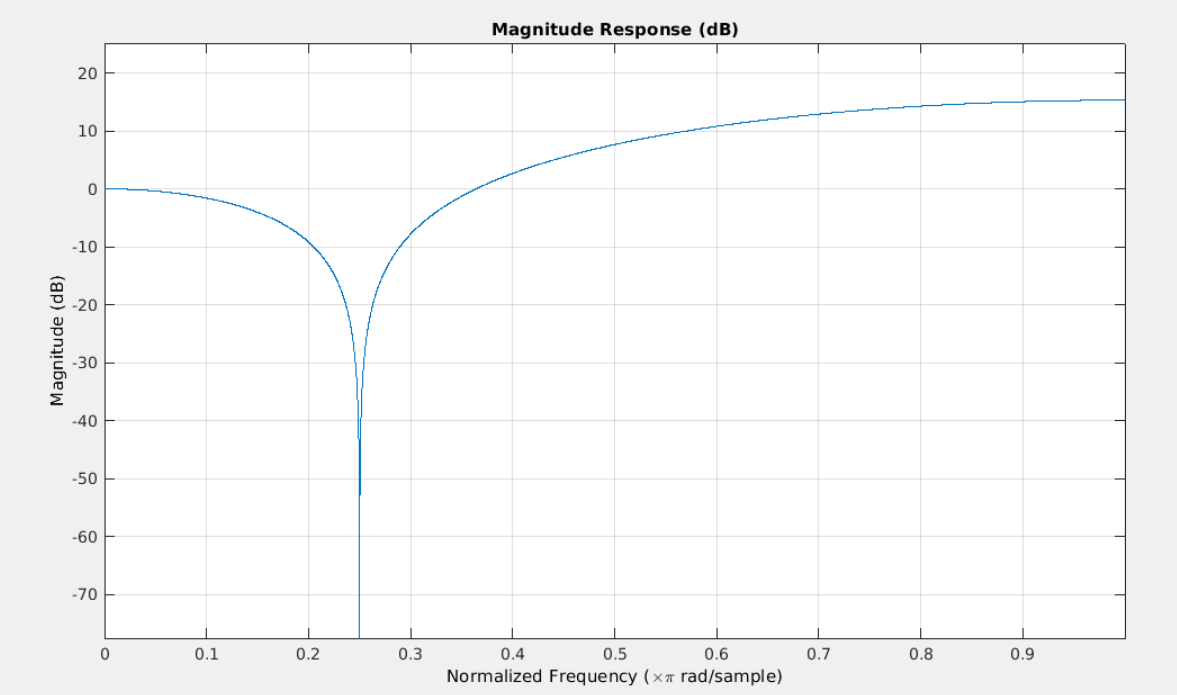 Magnitude Response (dB)
Magnitude (dB)
20
10
0
-10
-20
-30
-40
-50
-60
-70
0 0.1 0.2 0.3 0.4 0.5 0.6 0.7 0.8 0.9
Normalized Frequency (×π rad/sample)